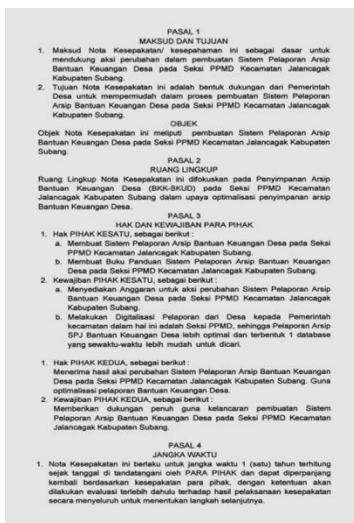 PASAL 1
MAKSUD DAN TUJUAN
1. Maksud Nota Kesepakatan/ kesepahaman ini sebagai dasar untuk
mendukung aksi perubahan dalam pembuatan Sistem Pelaporan Arsip
Bantuan Keuangan Desa pada Seksi PPMD Kecamatan Jalancagak
Kabupaten Subang.
2. Tujuan Nota Kesepakatan ini adalah bentuk dukungan dari Pemerintah
Desa untuk mempermudah dalam proses pembuatan Sistem Pelaporan
Arsip Bantuan Keuangan Desa pada Seksi PPMD Kecamatan Jalancagak
Kabupaten Subang.
OBJEK
Objek Nota Kesepakatan ini meliputi pembuatan Sistem Pelaporan Arsip
Bantuan Keuangan Desa pada Seksi PPMD Kecamatan Jalancagak Kabupaten
Subang.
PASAL 2
RUANG LINGKUP
Ruang Lingkup Nota Kesepakatan ini difokuskan pada Penyimpanan Arsip
Bantuan Keuangan Desa (BKK-BKUD) pada Seksi PPMD Kecamatan
Jalancagak Kabupaten Subang dalam upaya optimalisasi penyimpanan arsip
Bantuan Keuangan Desa.
PASAL 3
HAK DAN KEWAJIBAN PARA PIHAK
1. Hak PIHAK KESATU, sebagai berikut :
a. Membuat Sistem Pelaporan Arsip Bantuan Keuangan Desa pada Seksi
PPMD Kecamatan Jalancagak Kabupaten Subang.
b. Membuat Buku Panduan Sistem Pelaporan Arsip Bantuan Keuangan
Desa pada Seksi PPMD Kecamatan Jalancagak Kabupaten Subang.
2. Kewajiban PIHAK KESATU, sebagai berikut :
a. Menyediakan Anggaran untuk aksi perubahan Sistem Pelaporan Arsip
Bantuan Keuangan Desa pada Seksi PPMD Kecamatan Jalancagak
Kabupaten Subang.
b. Melakukan Digitalisasi Pelaporan dari Desa kepada Pemerintah
kecamatan dalam hal ini adalah Seksi PPMD, sehingga Pelaporan Arsip
SPJ Bantuan Keuangan Desa lebih optimal dan terbentuk 1 database
yang sewaktu-waktu lebih mudah untuk dicari.
1. Hak PIHAK KEDUA, sebagai berikut :
Menerima hasil aksi perubahan Sistem Pelaporan Arsip Bantuan Keuangan
Desa pada Seksi PPMD Kecamatan Jalancagak Kabupaten Subang. Guna
optimalisasi pelaporan Bantuan Keuangan Desa.
2. Kewajiban PIHAK KEDUA, sebagai berikut :
Memberikan dukungan penuh guna kelancaran pembuatan Sistem
Pelaporan Arsip Bantuan Keuangan Desa pada Seksi PPMD Kecamatan
Jalancagak Kabupaten Subang.
PASAL 4
JANGKA WAKTU
1. Nota Kesepakatan ini berlaku untuk jangka waktu 1 (satu) tahun terhitung
sejak tanggal di tandatangani oleh PARA PIHAK dan dapat diperpanjang
kembali berdasarkan kesepakatan para pihak, dengan ketentuan akan
dilakukan evaluasi terlebih dahulu terhadap hasil pelaksanaan kesepakatan
secara menyeluruh untuk menentukan langkah selanjutnya.